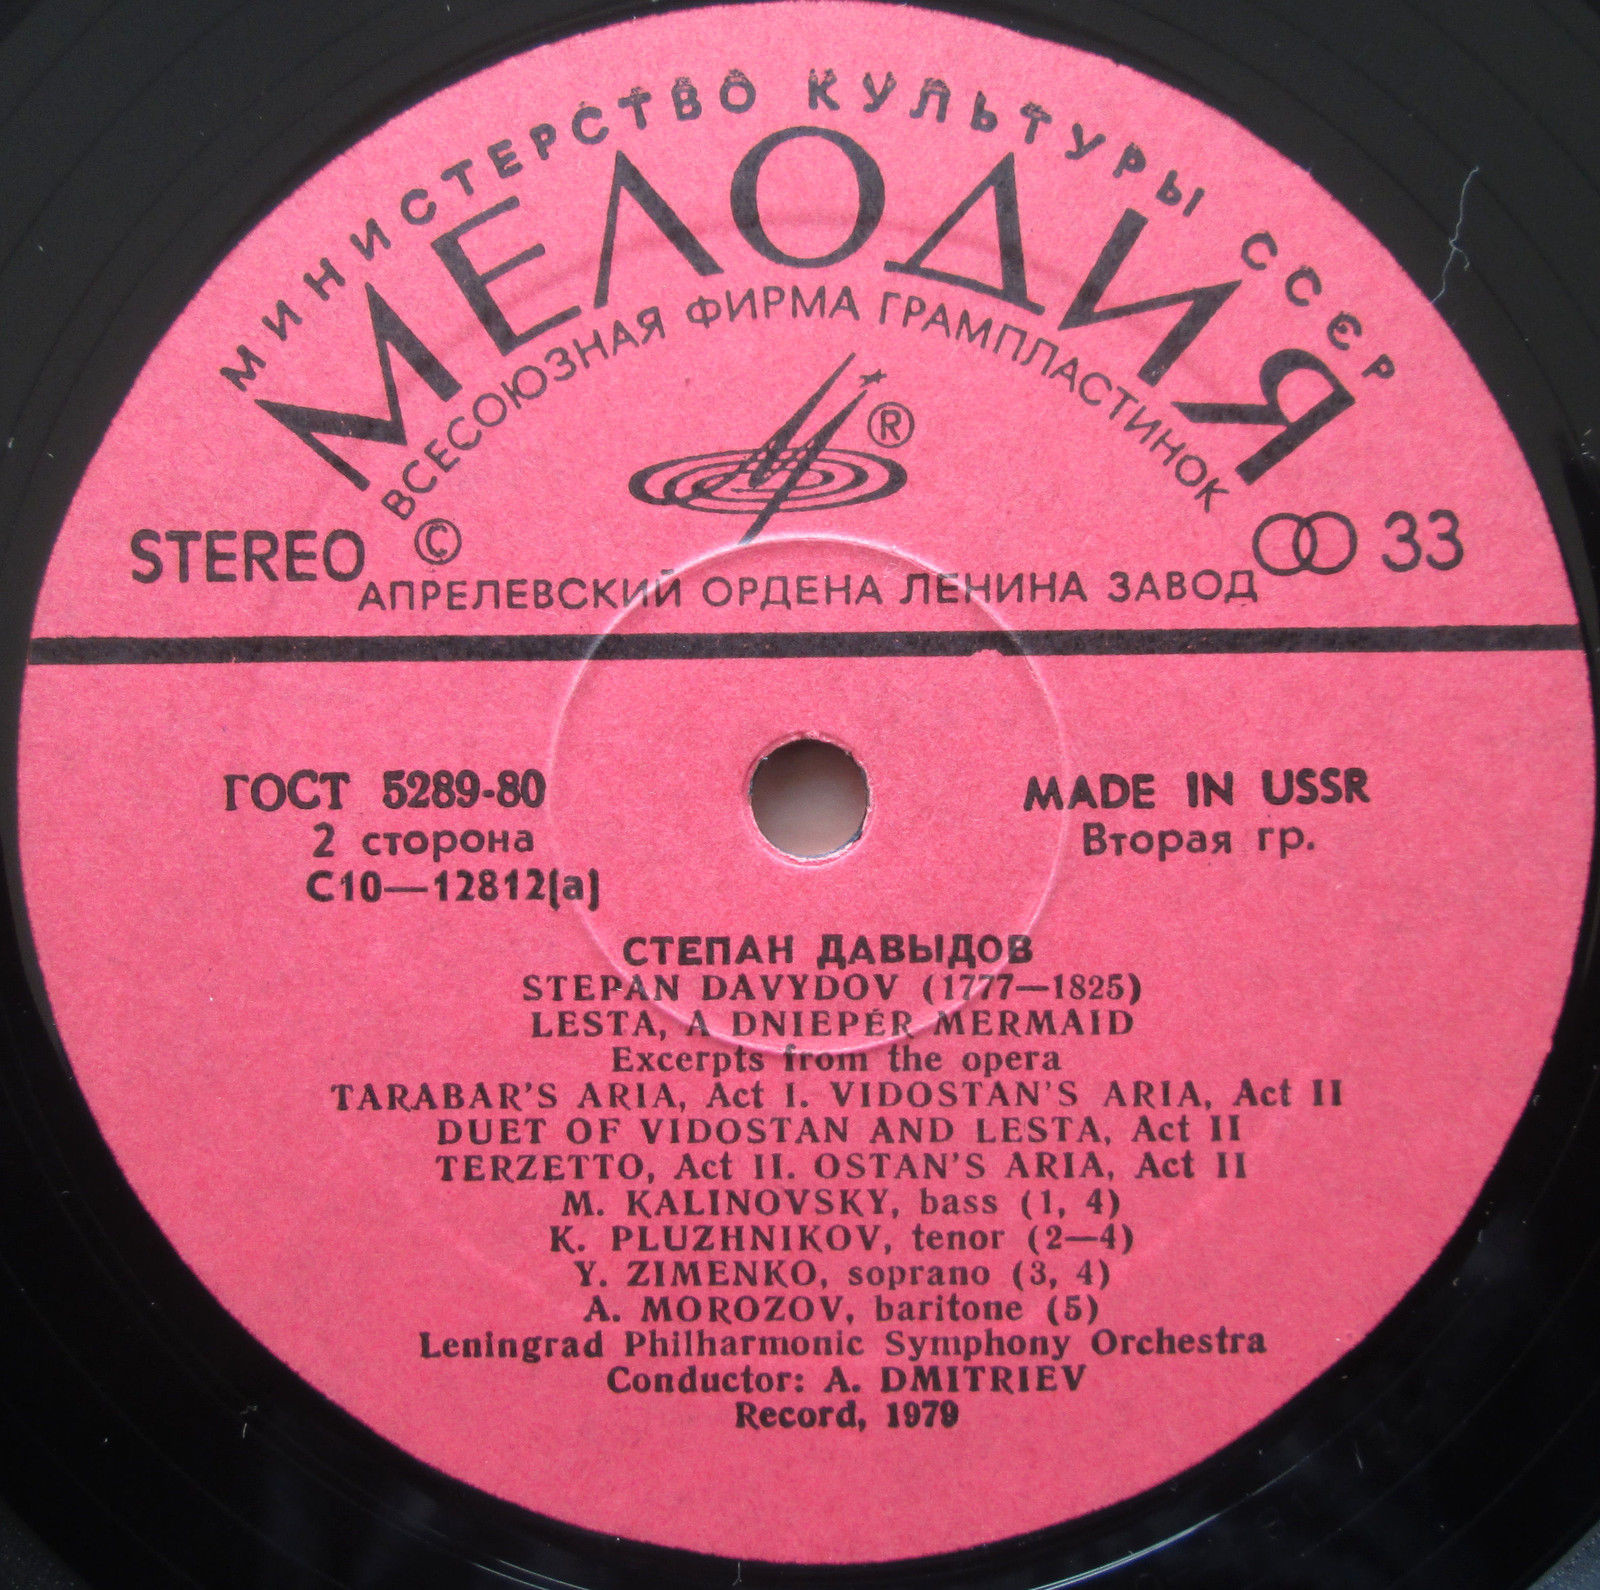 МИНИСТЕРСТВО КУЛЬТУРЫ СССР
МЕЛОДИЯ
ВСЕСОЮЗНАЯ ФИРМА ГРАМПЛАСТИНОК
®
STEREO © 33
АПРЕЛЕВСКИЙ ОРДЕНА ЛЕНИНА ЗАВОД
ГОСТ 5289-80 MADE IN USSR
2 сторона Вторая гр.
С10—12812(a)
СТЕПАН ДАВЫДОВ
STEPAN DAVYDOV (1777—1825)
LESTA, A DNIEPÉR MERMAID
Excerpts from the opera
TARABAR'S ARIA, Act I. VIDOSTAN'S ARIA, Act II
DUET OF VIDOSTAN AND LESTA, Act II
TERZETTO, Act II. OSTAN'S ARIA, Act II
M. KALINOVSKY, bass (1, 4)
K. PLUZHNIKOV, tenor (2—4)
Y. ZIMENKO, soprano (3, 4)
A. MOROZOV, baritone (5)
Leningrad Philharmonic Symphony Orchestra
Conductor: A. DMITRIEV
Record, 1979